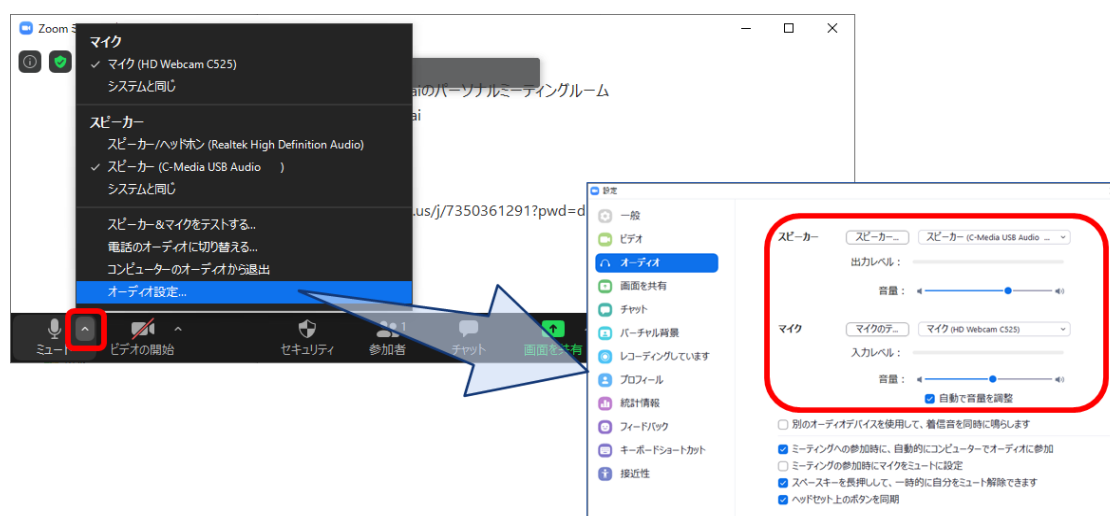 Zoom
マイク
マイク (HD Webcam C525)
システムと同じ
スピーカー
スピーカー/ヘッドホン (Realtek High Definition Audio)
スピーカー (C-Media USB Audio )
システムと同じ
スピーカー&マイクをテストする...
電話のオーディオに切り替える...
コンピューターのオーディオから退出
オーディオ設定...
aiのパーソナルミーティングルーム
ai
.us/j/7350361291?pwd=d
ミュート
ビデオの開始
セキュリティ
1
参加者
チャット
画面を共有
設定
一般
ビデオ
オーディオ
画面を共有
チャット
バーチャル背景
レコーディングしています
プロフィール
統計情報
フィードバック
キーボードショートカット
接近性
スピーカー スピーカー... スピーカー (C-Media USB Audio ...
出力レベル：
音量：
マイク マイクのテ... マイク (HD Webcam C525)
入力レベル：
音量：
自動で音量を調整
別のオーディオデバイスを使用して、着信音を同時に鳴らします
ミーティングへの参加時に、自動的にコンピューターでオーディオに参加
ミーティングの参加時にマイクをミュートに設定
スペースキーを長押しして、一時的に自分をミュート解除できます
ヘッドセット上のボタンを同期